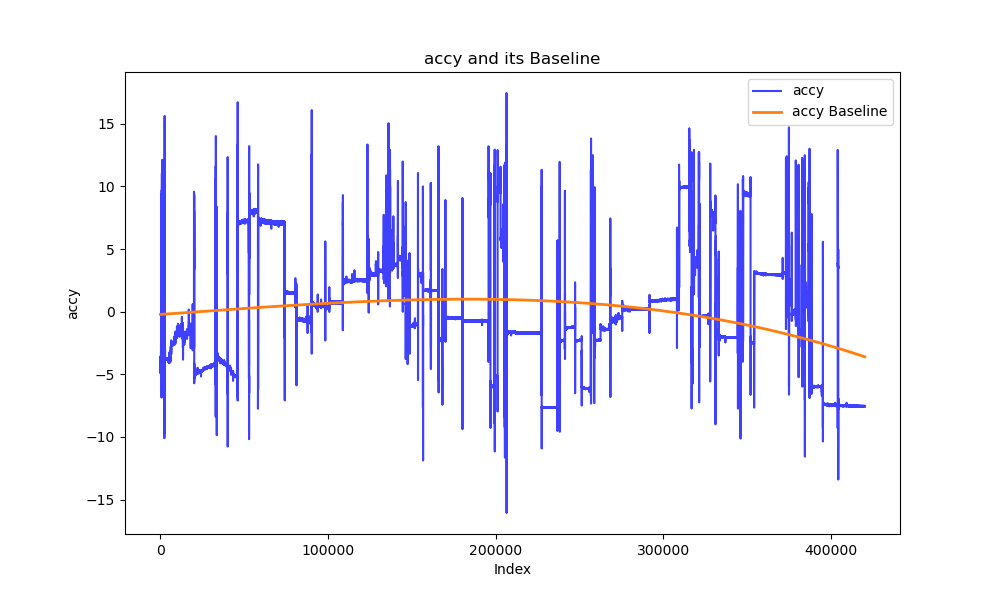 accy and its Baseline
accy
accy Baseline
15
10
5
0
−5
−10
−15
accy
0
100000
200000
300000
400000
Index